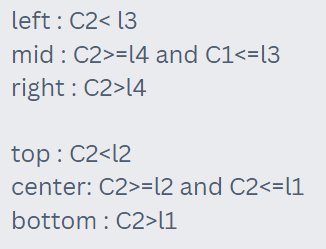 left : C2< l3
mid : C2>=l4 and C1<=l3
right : C2>l4
top : C2<l2
center: C2>=l2 and C2<=l1
bottom : C2>l1